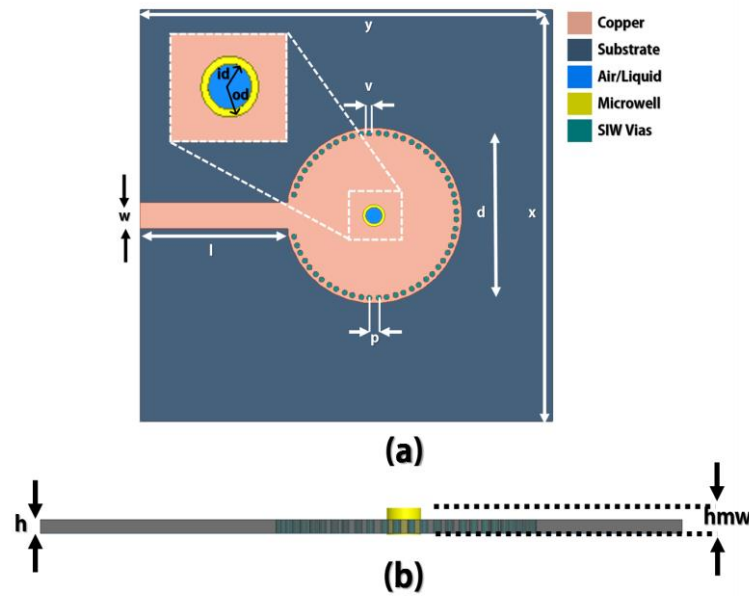 y
Copper
Substrate
Air/Liquid
Microwell
SIW Vias
id
od
v
w
d
x
l
p
(a)
h
hmw
(b)